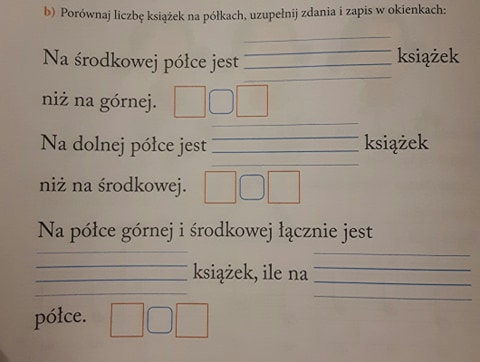 b) Porównaj liczbę książek na półkach, uzupełnij zdania i zapis w okienkach:
Na środkowej półce jest książek
niż na górnej.
Na dolnej półce jest książek
niż na środkowej.
Na półce górnej i środkowej łącznie jest
książek, ile na
półce.